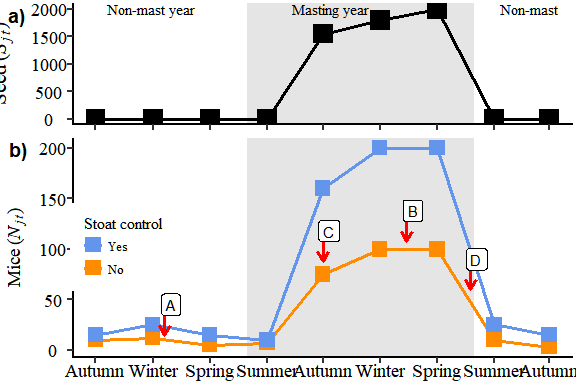 a)
Non-mast year
Masting year
Non-mast
Seed (S_jt)
2000
1500
1000
500
0
b)
Mice (N_jt)
200
150
100
50
0
Stoat control
Yes
No
A
B
C
D
Autumn Winter Spring Summer Autumn Winter Spring Summer Autumn